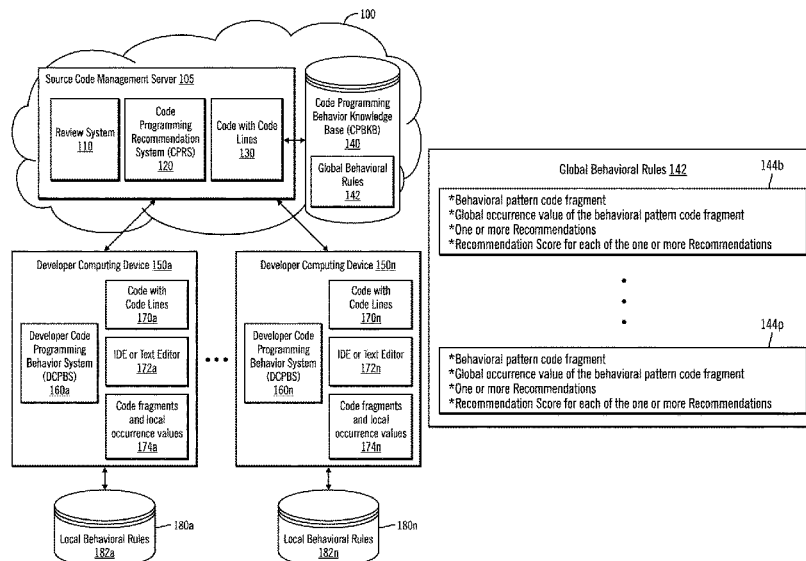 100
Source Code Management Server 105
Review System
110
Code
Programming
Recommendation
System (CPRS)
120
Code with Code
Lines
130
Code Programming
Behavior Knowledge
Base (CPBKB)
140
Global Behavioral
Rules
142
Developer Computing Device 150a
Code with
Code Lines
170a
Developer Code
Programming
Behavior System
(DCPBS)
160a
IDE or Text Editor
172a
Code fragments
and local
occurrence values
174a
Local Behavioral Rules
182a
180a
Developer Computing Device 150n
Code with
Code Lines
170n
Developer Code
Programming
Behavior System
(DCPBS)
160n
IDE or Text Editor
172n
Code fragments
and local
occurrence values
174n
Local Behavioral Rules
182n
180n
Global Behavioral Rules 142
144b
*Behavioral pattern code fragment
*Global occurrence value of the behavioral pattern code fragment
*One or more Recommendations
*Recommendation Score for each of the one or more Recommendations
144p
*Behavioral pattern code fragment
*Global occurrence value of the behavioral pattern code fragment
*One or more Recommendations
*Recommendation Score for each of the one or more Recommendations